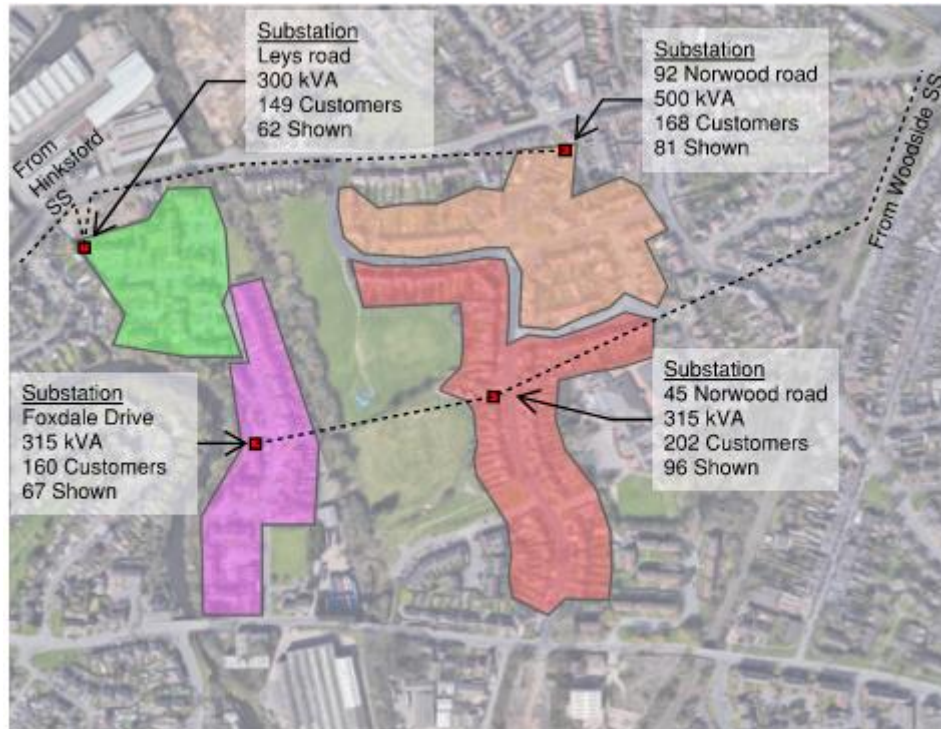 Substation
Leys road
300 kVA
149 Customers
62 Shown
Substation
92 Norwood road
500 kVA
168 Customers
81 Shown
From
Hinksford
SS
From Woodside SS
Substation
Foxdale Drive
315 kVA
160 Customers
67 Shown
Substation
45 Norwood road
315 kVA
202 Customers
96 Shown